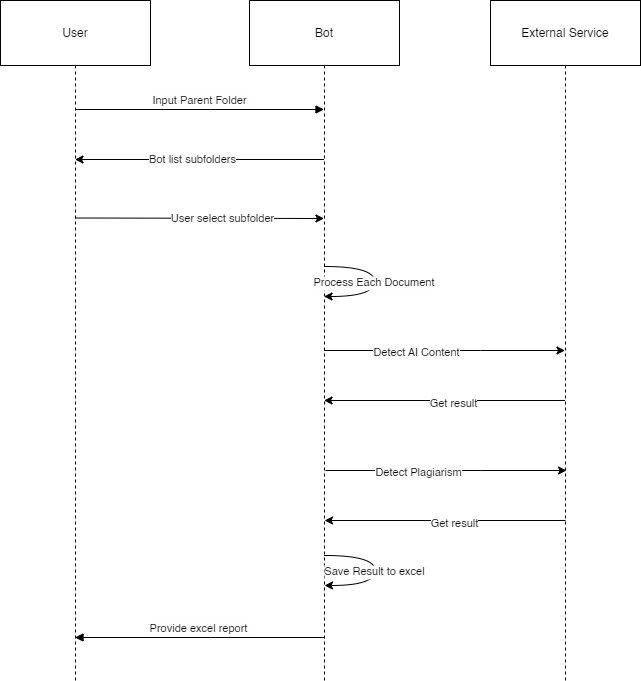 User
Bot
External Service
Input Parent Folder
Bot list subfolders
User select subfolder
Process Each Document
Detect AI Content
Get result
Detect Plagiarism
Get result
Save Result to excel
Provide excel report